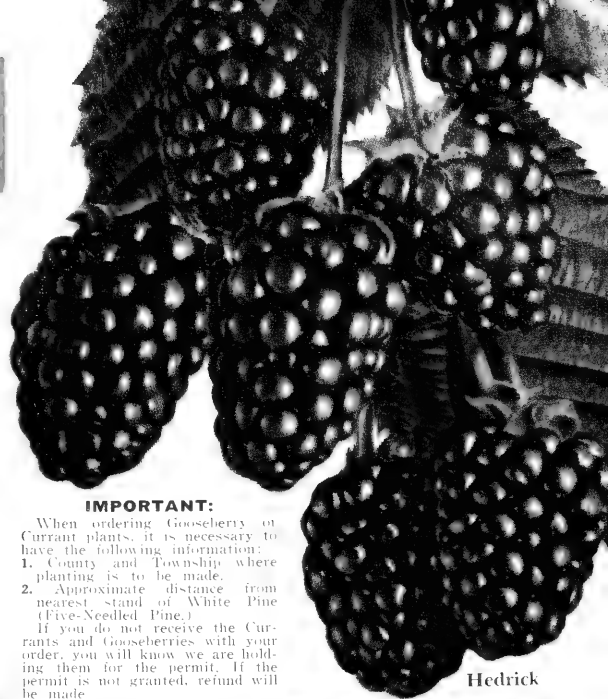 IMPORTANT:
When ordering Gooseberry or
Currant plants, it is necessary to
have the following information:
1. County and Township where
planting is to be made.
2. Approximate distance from
nearest stand of White Pine
(Five-Needled Pine.)
If you do not receive the Cur-
rants and Gooseberries with your
order, you will know we are hold-
ing them for the permit. If the
permit is not granted, refund will
be made
Hedrick